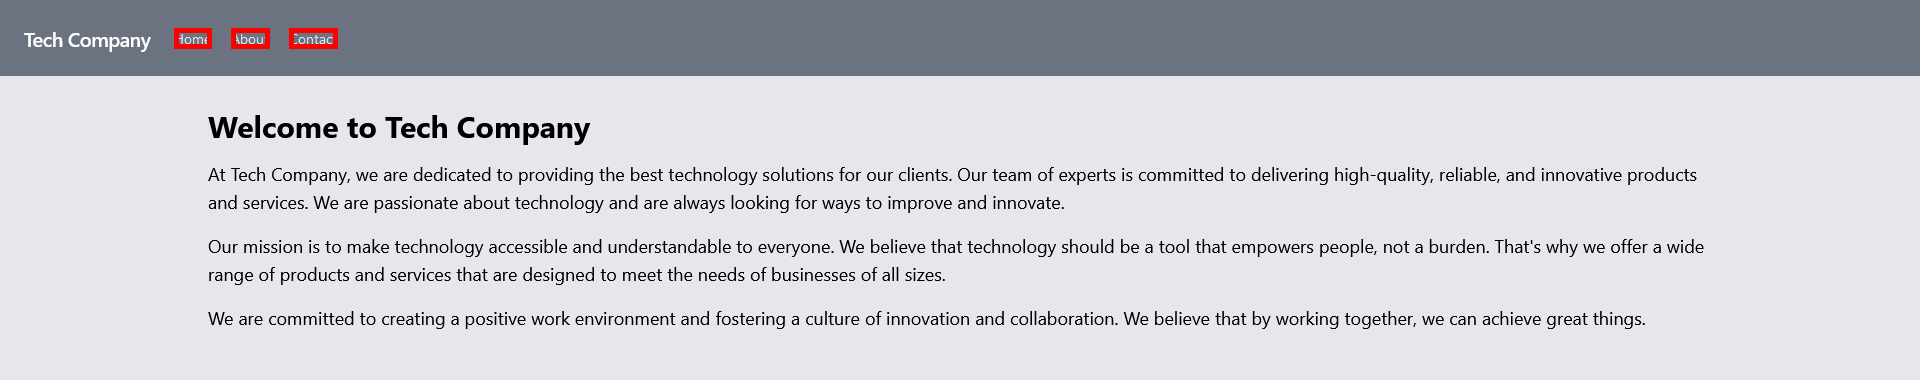 Tech Company Home About Contact
Welcome to Tech Company
At Tech Company, we are dedicated to providing the best technology solutions for our clients. Our team of experts is committed to delivering high-quality, reliable, and innovative products
and services. We are passionate about technology and are always looking for ways to improve and innovate.
Our mission is to make technology accessible and understandable to everyone. We believe that technology should be a tool that empowers people, not a burden. That's why we offer a wide
range of products and services that are designed to meet the needs of businesses of all sizes.
We are committed to creating a positive work environment and fostering a culture of innovation and collaboration. We believe that by working together, we can achieve great things.